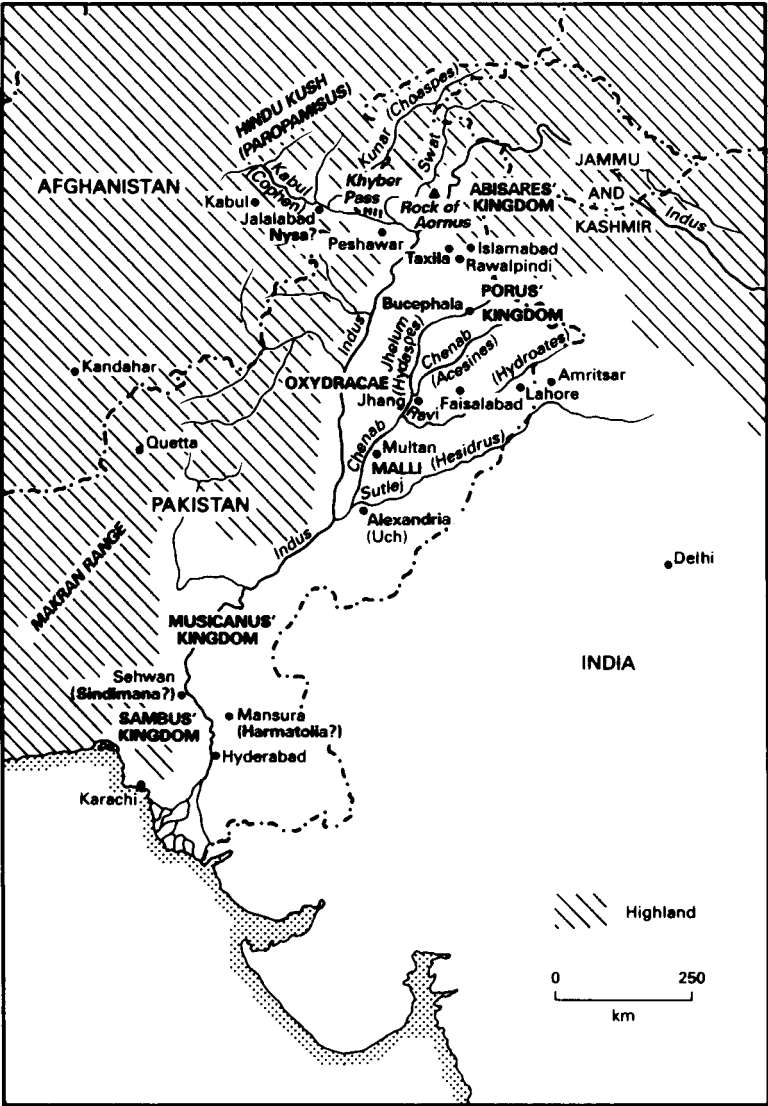 HINDU KUSH
(PAROPAMISUS)
Kunar (Choaspes)
Swat
JAMMU
AND
KASHMIR
Indus
AFGHANISTAN
Kabul
(Cophen)
Khyber
Pass
ABISARES'
KINGDOM
Kabul
Jalalabad
Nysa?
Rock of
Aornus
Peshawar
Islamabad
Taxila
Rawalpindi
PORUS'
KINGDOM
Bucephala
Indus
Jhelum
(Hydespes)
Chenab
(Acesines)
(Hydroates)
Kandahar
OXYDRACAE
Amritsar
Jhang
Ravi
Faisalabad
Lahore
Quetta
Chenab
Multan
MALLI
Sutlej (Hesidrus)
PAKISTAN
Alexandria
(Uch)
Indus
Delhi
MAKRAN RANGE
MUSICANUS'
KINGDOM
INDIA
Sehwan
(Sindimana?)
SAMBUS'
KINGDOM
Mansura
(Harmatolia?)
Hyderabad
Karachi
Highland
0 250
km